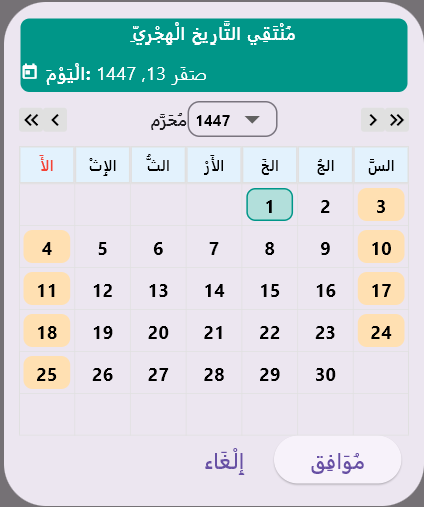 مُنْتَقِي التَّارِيخِ الْهِجْرِيِّ
الْيَوْمَ: صَفَر 13, 1447
مُحَرَّم 1447
الأَ الإِثْ الثُّ الأَرْ الخَ الجُ السَّ
1 2 3
4 5 6 7 8 9 10
11 12 13 14 15 16 17
18 19 20 21 22 23 24
25 26 27 28 29 30
إِلْغَاء مُوَافِق